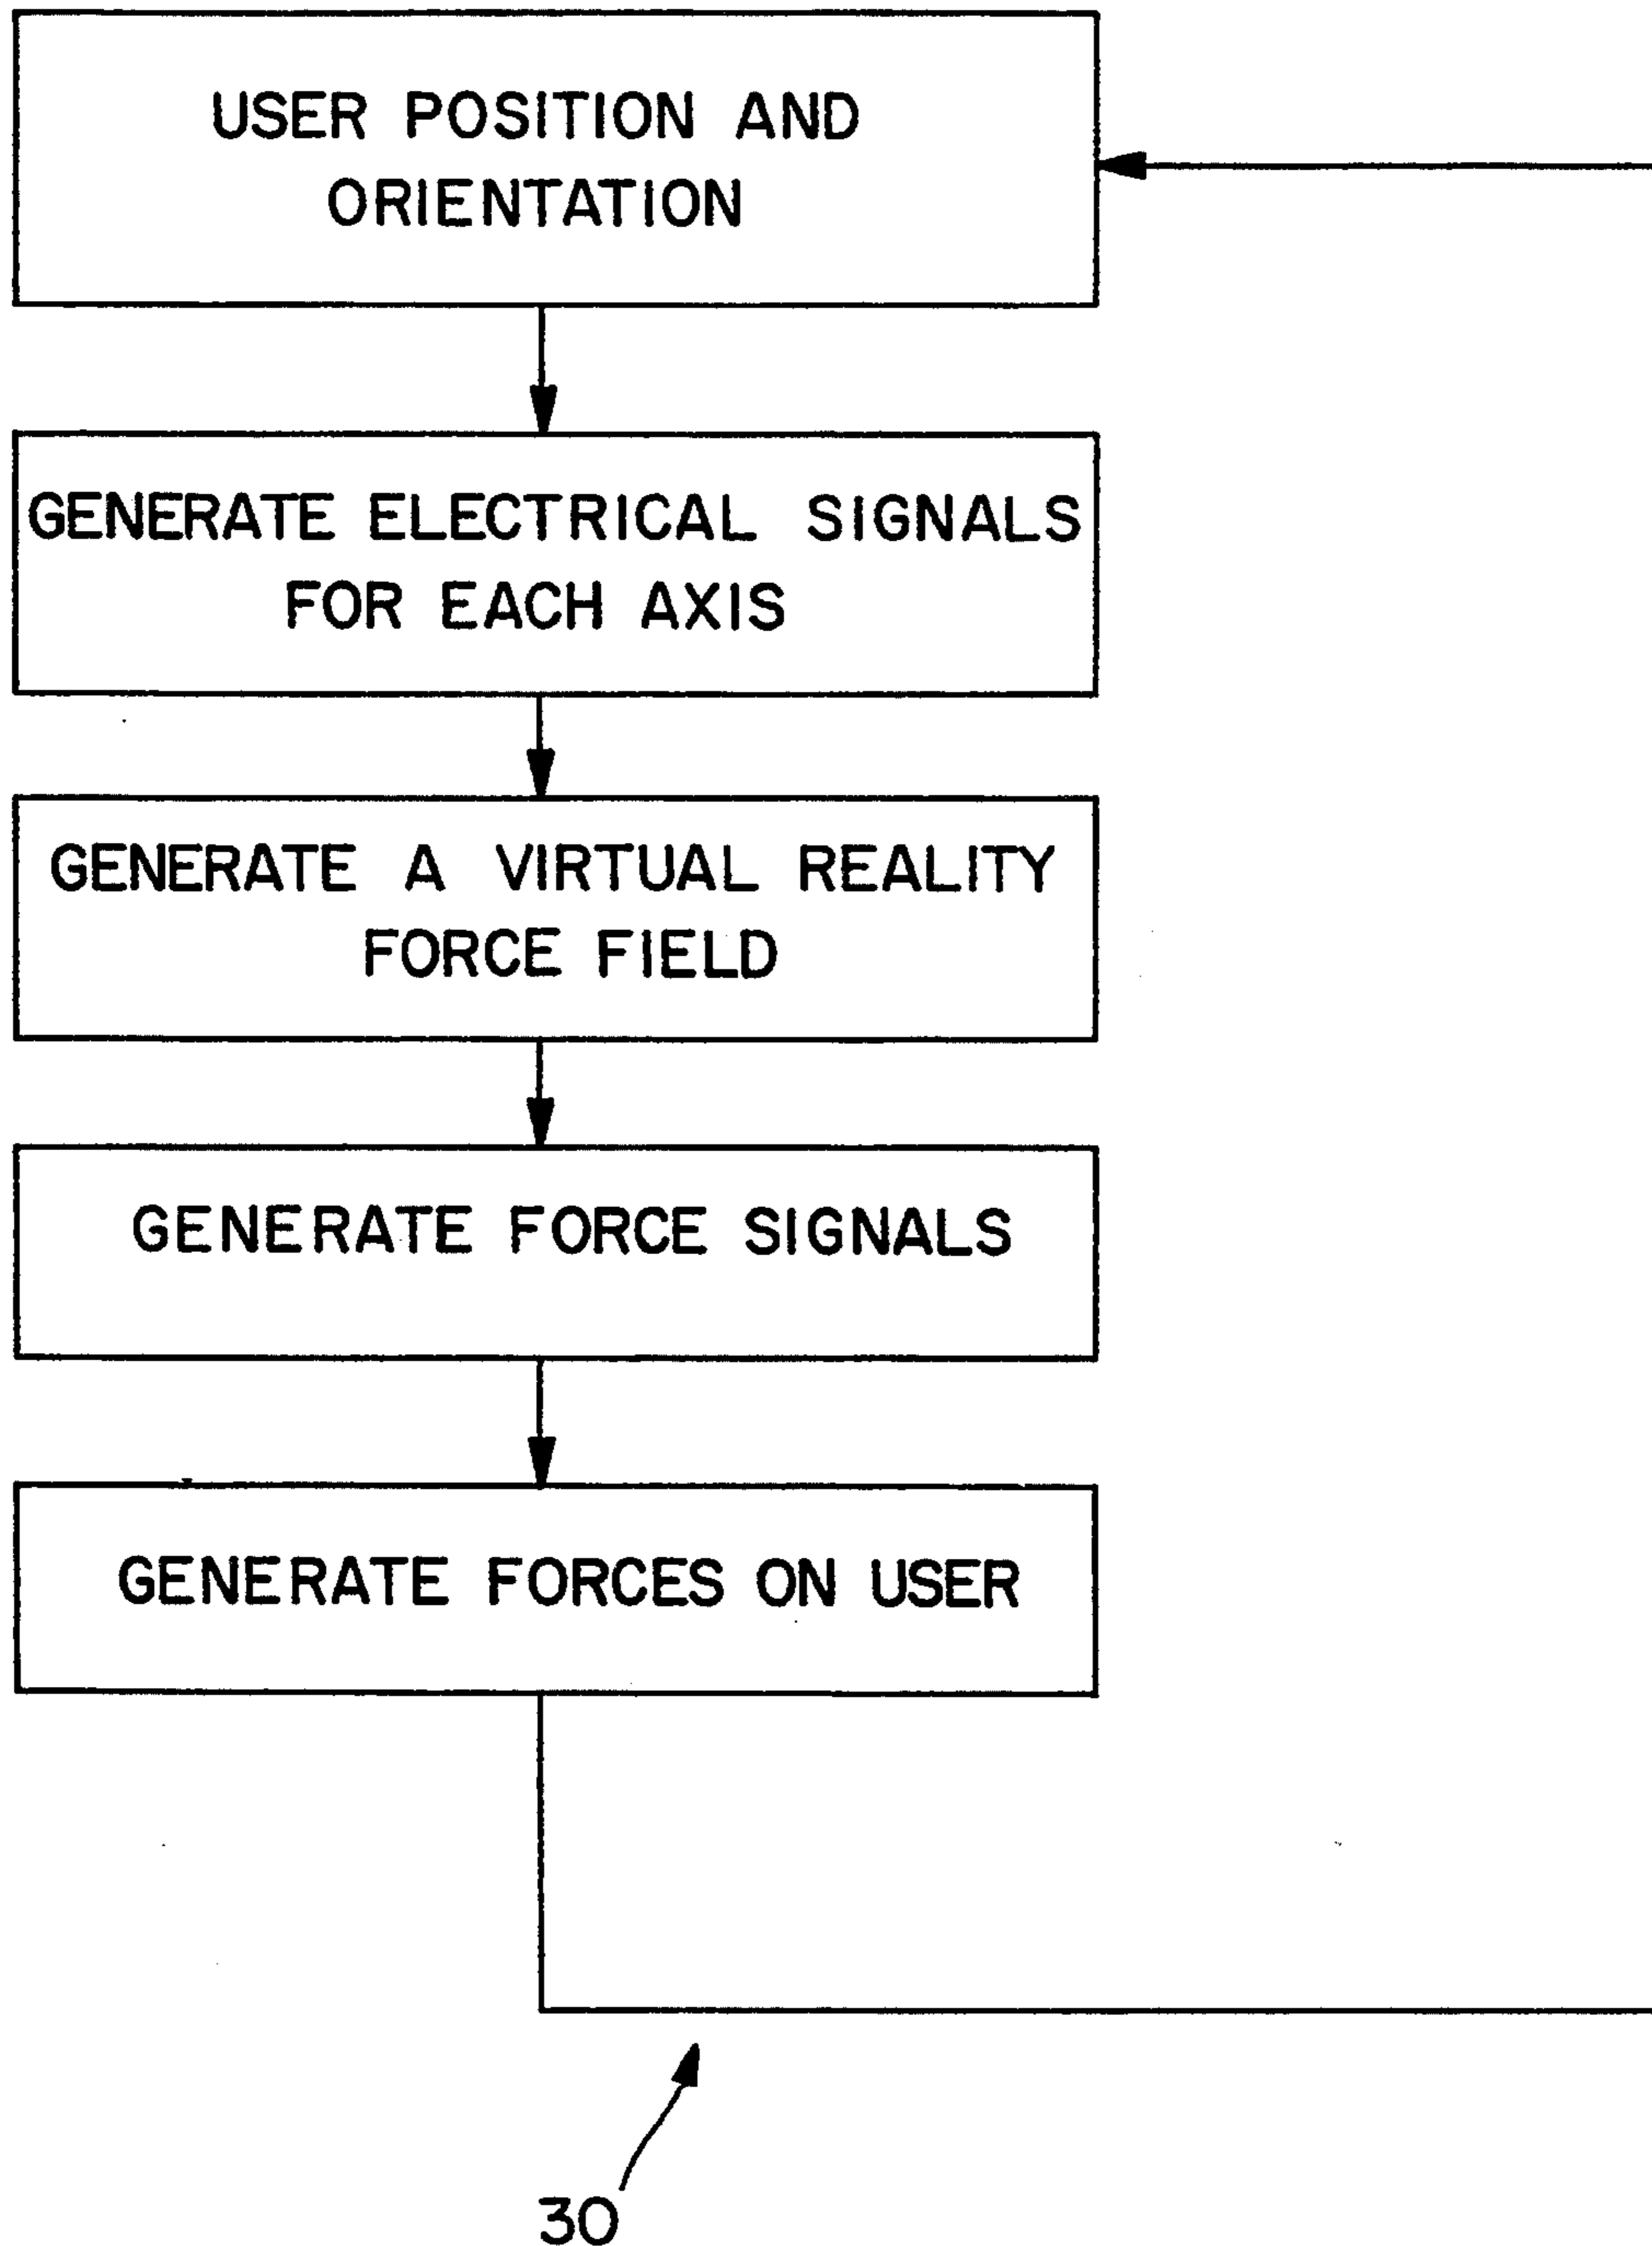 USER POSITION AND
ORIENTATION
GENERATE ELECTRICAL SIGNALS
FOR EACH AXIS
GENERATE A VIRTUAL REALITY
FORCE FIELD
GENERATE FORCE SIGNALS
GENERATE FORCES ON USER
30